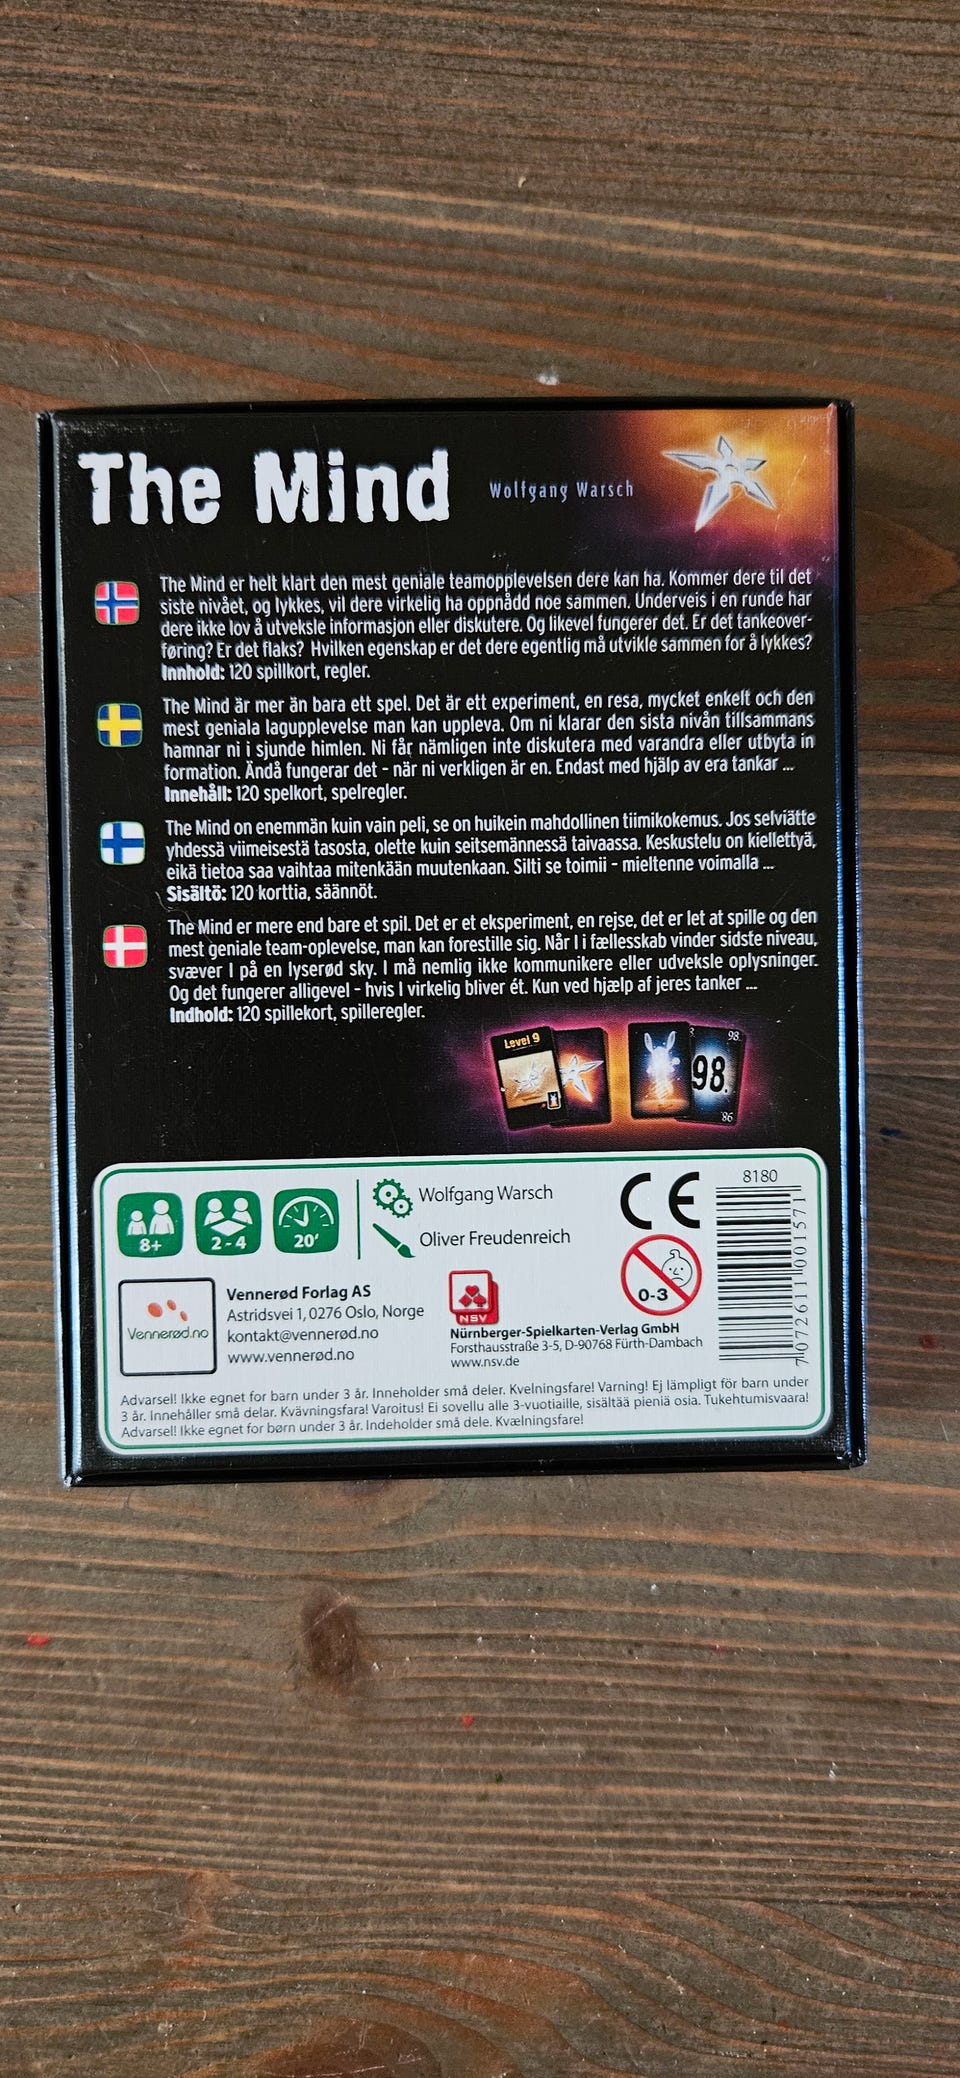 The Mind
Wolfgang Warsch
The Mind er helt klart den mest geniale teamopplevelsen dere kan ha. Kommer dere til det
siste nivået, og lykkes, vil dere virkelig ha oppnådd noe sammen. Underveis i en runde har
dere ikke lov å utveksle informasjon eller diskutere. Og likevel fungerer det. Er det tankeover-
føring? Er det flaks? Hvilken egenskap er det dere egentlig må utvikle sammen for å lykkes?
Innhold: 120 spillkort, regler.
The Mind är mer än bara ett spel. Det är ett experiment, en resa, mycket enkelt och den
mest geniala lagupplevelse man kan uppleva. Om ni klarar den sista nivån tillsammans
hamnar ni i sjunde himlen. Ni får nämligen inte diskutera med varandra eller utbyta in
formation. Ändå fungerar det - när ni verkligen är en. Endast med hjälp av era tankar ...
Innehåll: 120 spelkort, spelregler.
The Mind on enemmän kuin vain peli, se on huikein mahdollinen tiimikokemus. Jos selviätte
yhdessä viimeisestä tasosta, olette kuin seitsemännessä taivaassa. Keskustelu on kiellettyä,
eikä tietoa saa vaihtaa mitenkään muutenkaan. Silti se toimii - mieltenne voimalla ...
Sisältö: 120 korttia, säännöt.
The Mind er mere end bare et spil. Det er et eksperiment, en rejse, det er let at spille og den
mest geniale team-oplevelse, man kan forestille sig. Når I i fællesskab vinder sidste niveau,
svæver I på en lyserød sky. I må nemlig ikke kommunikere eller udveksle oplysninger.
Og det fungerer alligevel - hvis I virkelig bliver ét. Kun ved hjælp af jeres tanker ...
Indhold: 120 spillekort, spilleregler.
Level 9
98
98.
98
8+
2-4
20'
Wolfgang Warsch
Oliver Freudenreich
CE
0-3
8180
7 072611 001571
Vennerød.no
Vennerød Forlag AS
Astridsvei 1, 0276 Oslo, Norge
kontakt@vennerød.no
www.vennerød.no
NSV
Nürnberger-Spielkarten-Verlag GmbH
Forsthausstraße 3-5, D-90768 Fürth-Dambach
www.nsv.de
Advarsel! Ikke egnet for barn under 3 år. Inneholder små deler. Kvelningsfare! Varning! Ej lämpligt för barn under
3 år. Innehåller små delar. Kvävningsfara! Varoitus! Ei sovellu alle 3-vuotiaille, sisältää pieniä osia. Tukehtumisvaara!
Advarsel! Ikke egnet for børn under 3 år. Indeholder små dele. Kvælningsfare!